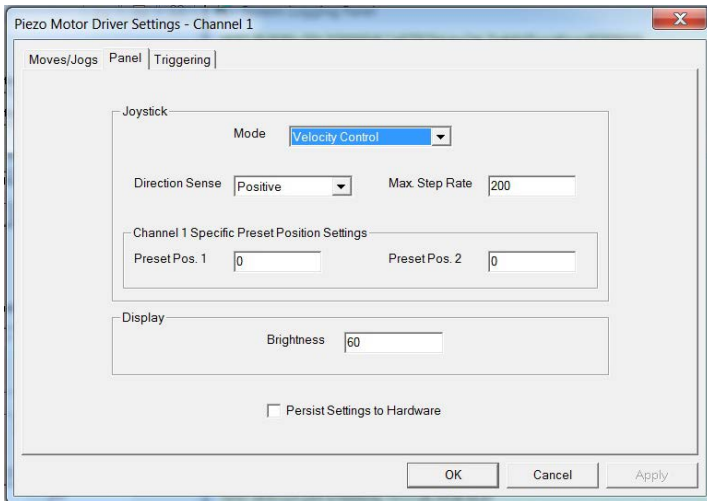 Piezo Motor Driver Settings - Channel 1
X
Moves/Jogs Panel Triggering
Joystick
Mode Velocity Control
Direction Sense Positive Max. Step Rate 200
Channel 1 Specific Preset Position Settings
Preset Pos. 1 0 Preset Pos. 2 0
Display
Brightness 60
Persist Settings to Hardware
OK Cancel Apply